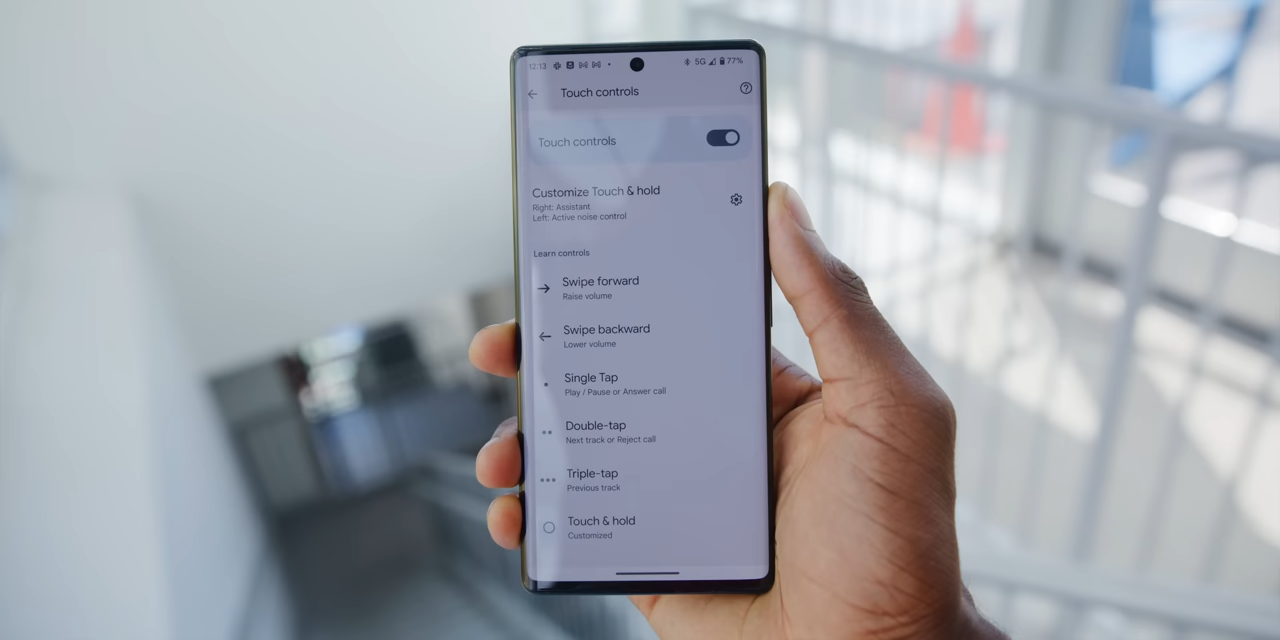 12:13 5G 77%
Touch controls
Touch controls
Customize Touch & hold
Right: Assistant
Left: Active noise control
Learn controls
Swipe forward
Raise volume
Swipe backward
Lower volume
Single Tap
Play / Pause or Answer call
Double-tap
Next track or Reject call
Triple-tap
Previous track
Touch & hold
Customized